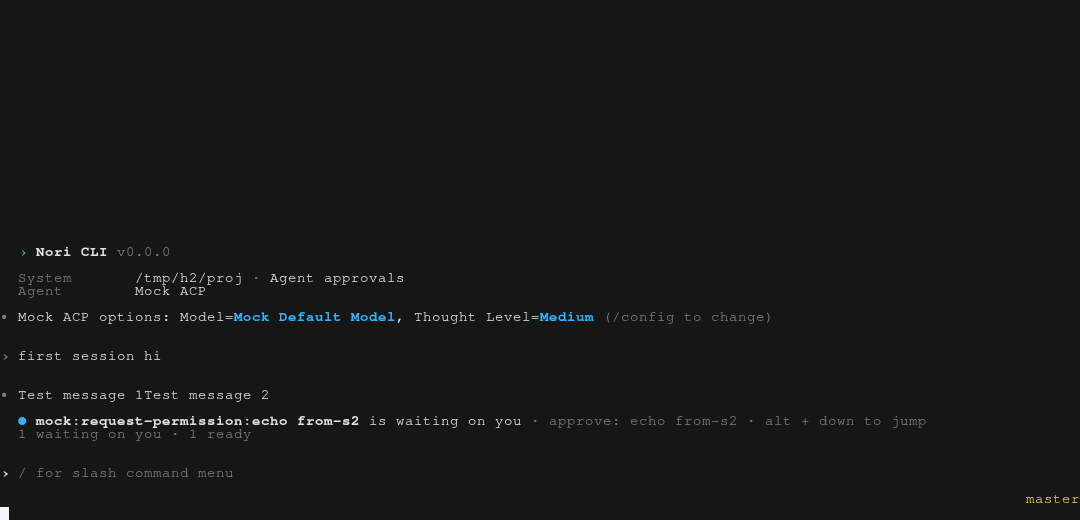 › Nori CLI v0.0.0
System /tmp/h2/proj · Agent approvals
Agent Mock ACP
• Mock ACP options: Model=Mock Default Model, Thought Level=Medium (/config to change)
› first session hi
• Test message 1Test message 2
● mock:request-permission:echo from-s2 is waiting on you · approve: echo from-s2 · alt + down to jump
1 waiting on you · 1 ready
› / for slash command menu
master